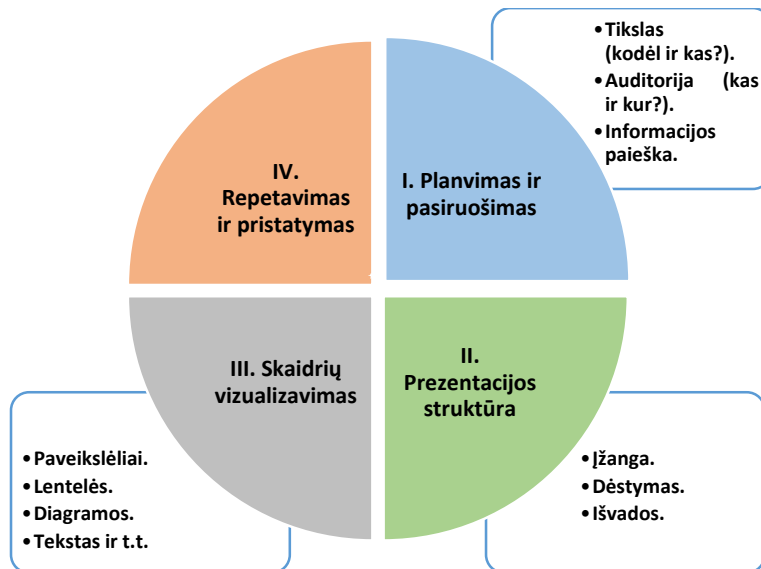 •Tikslas
(kodėl ir kas?).
•Auditorija (kas
ir kur?).
•Informacijos
paieška.
IV.
Repetavimas
ir pristatymas
I. Planvimas ir
pasiruošimas
III. Skaidrių
vizualizavimas
II.
Prezentacijos
struktūra
•Paveikslėliai.
•Lentelės.
•Diagramos.
•Tekstas ir t.t.
•Įžanga.
•Dėstymas.
•Išvados.